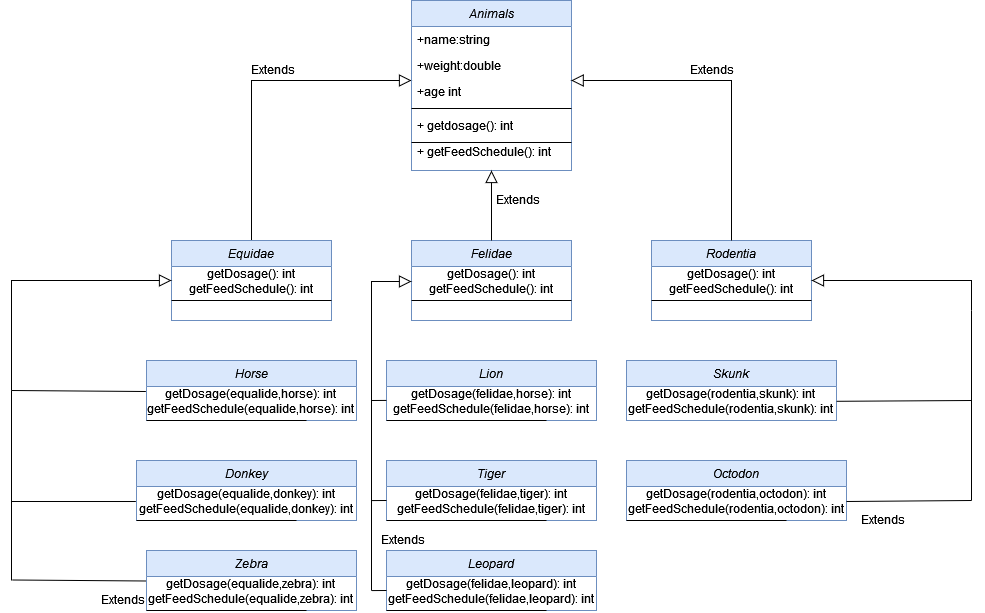 Animals
+name:string
+weight:double
+age int
+ getdosage(): int
+ getFeedSchedule(): int
Extends
Extends
Extends
Equidae
getDosage(): int
getFeedSchedule(): int
Felidae
getDosage(): int
getFeedSchedule(): int
Rodentia
getDosage(): int
getFeedSchedule(): int
Horse
getDosage(equalide,horse): int
getFeedSchedule(equalide,horse): int
Lion
getDosage(felidae,horse): int
getFeedSchedule(felidae,horse): int
Skunk
getDosage(rodentia,skunk): int
getFeedSchedule(rodentia,skunk): int
Donkey
getDosage(equalide,donkey): int
getFeedSchedule(equalide,donkey): int
Tiger
getDosage(felidae,tiger): int
getFeedSchedule(felidae,tiger): int
Octodon
getDosage(rodentia,octodon): int
getFeedSchedule(rodentia,octodon): int
Extends
Extends
Zebra
getDosage(equalide,zebra): int
getFeedSchedule(equalide,zebra): int
Extends
Leopard
getDosage(felidae,leopard): int
getFeedSchedule(felidae,leopard): int